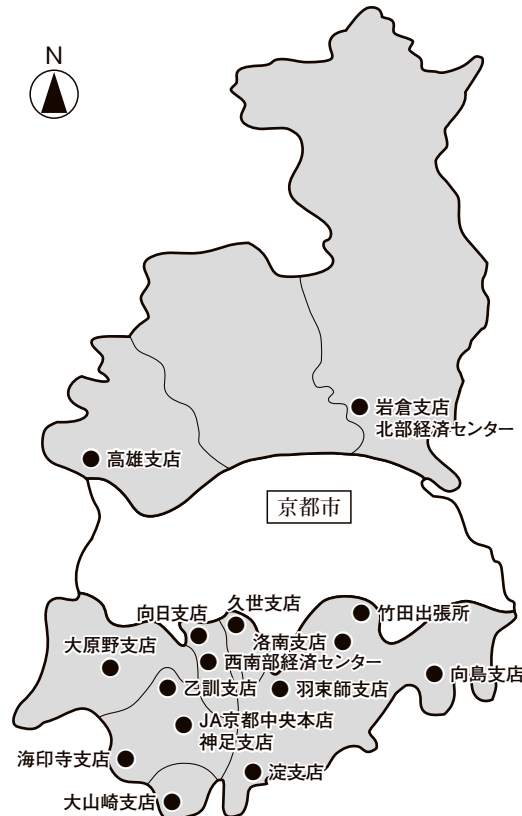 N
岩倉支店
北部経済センター
高雄支店
京都市
久世支店
向日支店
竹田出張所
大原野支店
洛南支店
西南部経済センター
向島支店
乙訓支店
羽束師支店
JA京都中央本店
神足支店
海印寺支店
淀支店
大山崎支店